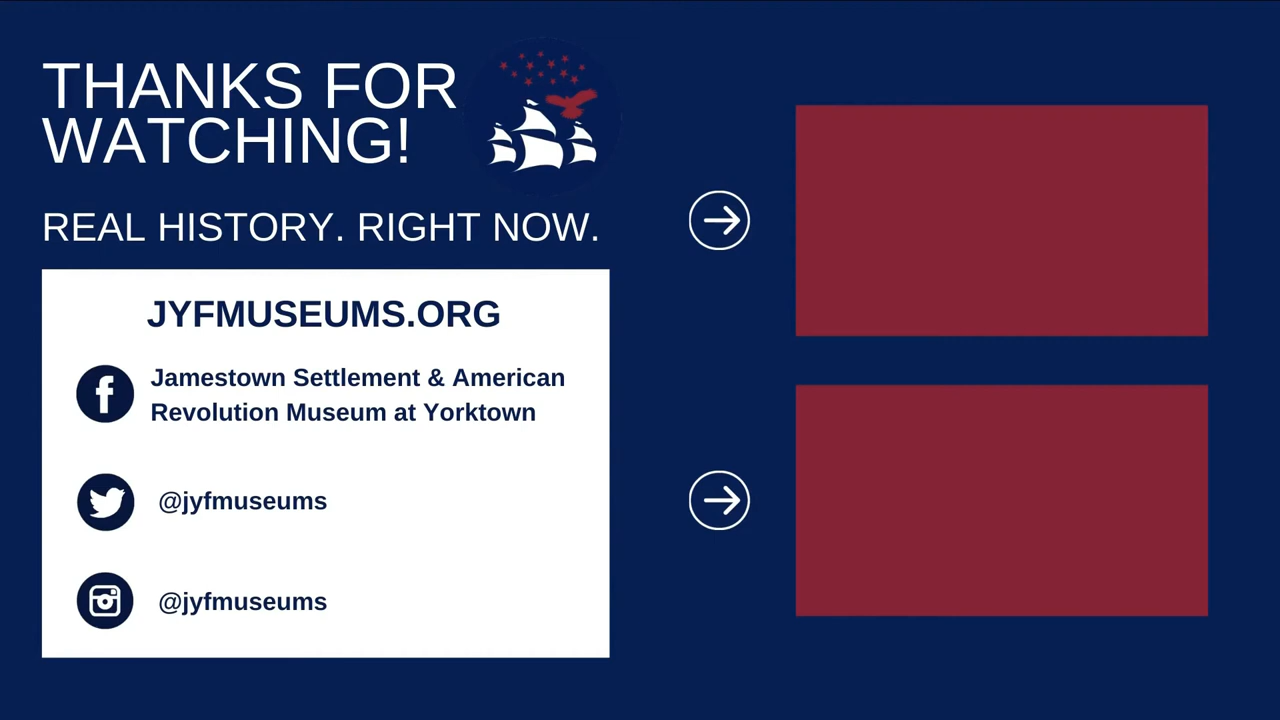 THANKS FOR
WATCHING!
REAL HISTORY. RIGHT NOW.
JYFMUSEUMS.ORG
Jamestown Settlement & American
Revolution Museum at Yorktown
@jyfmuseums
@jyfmuseums